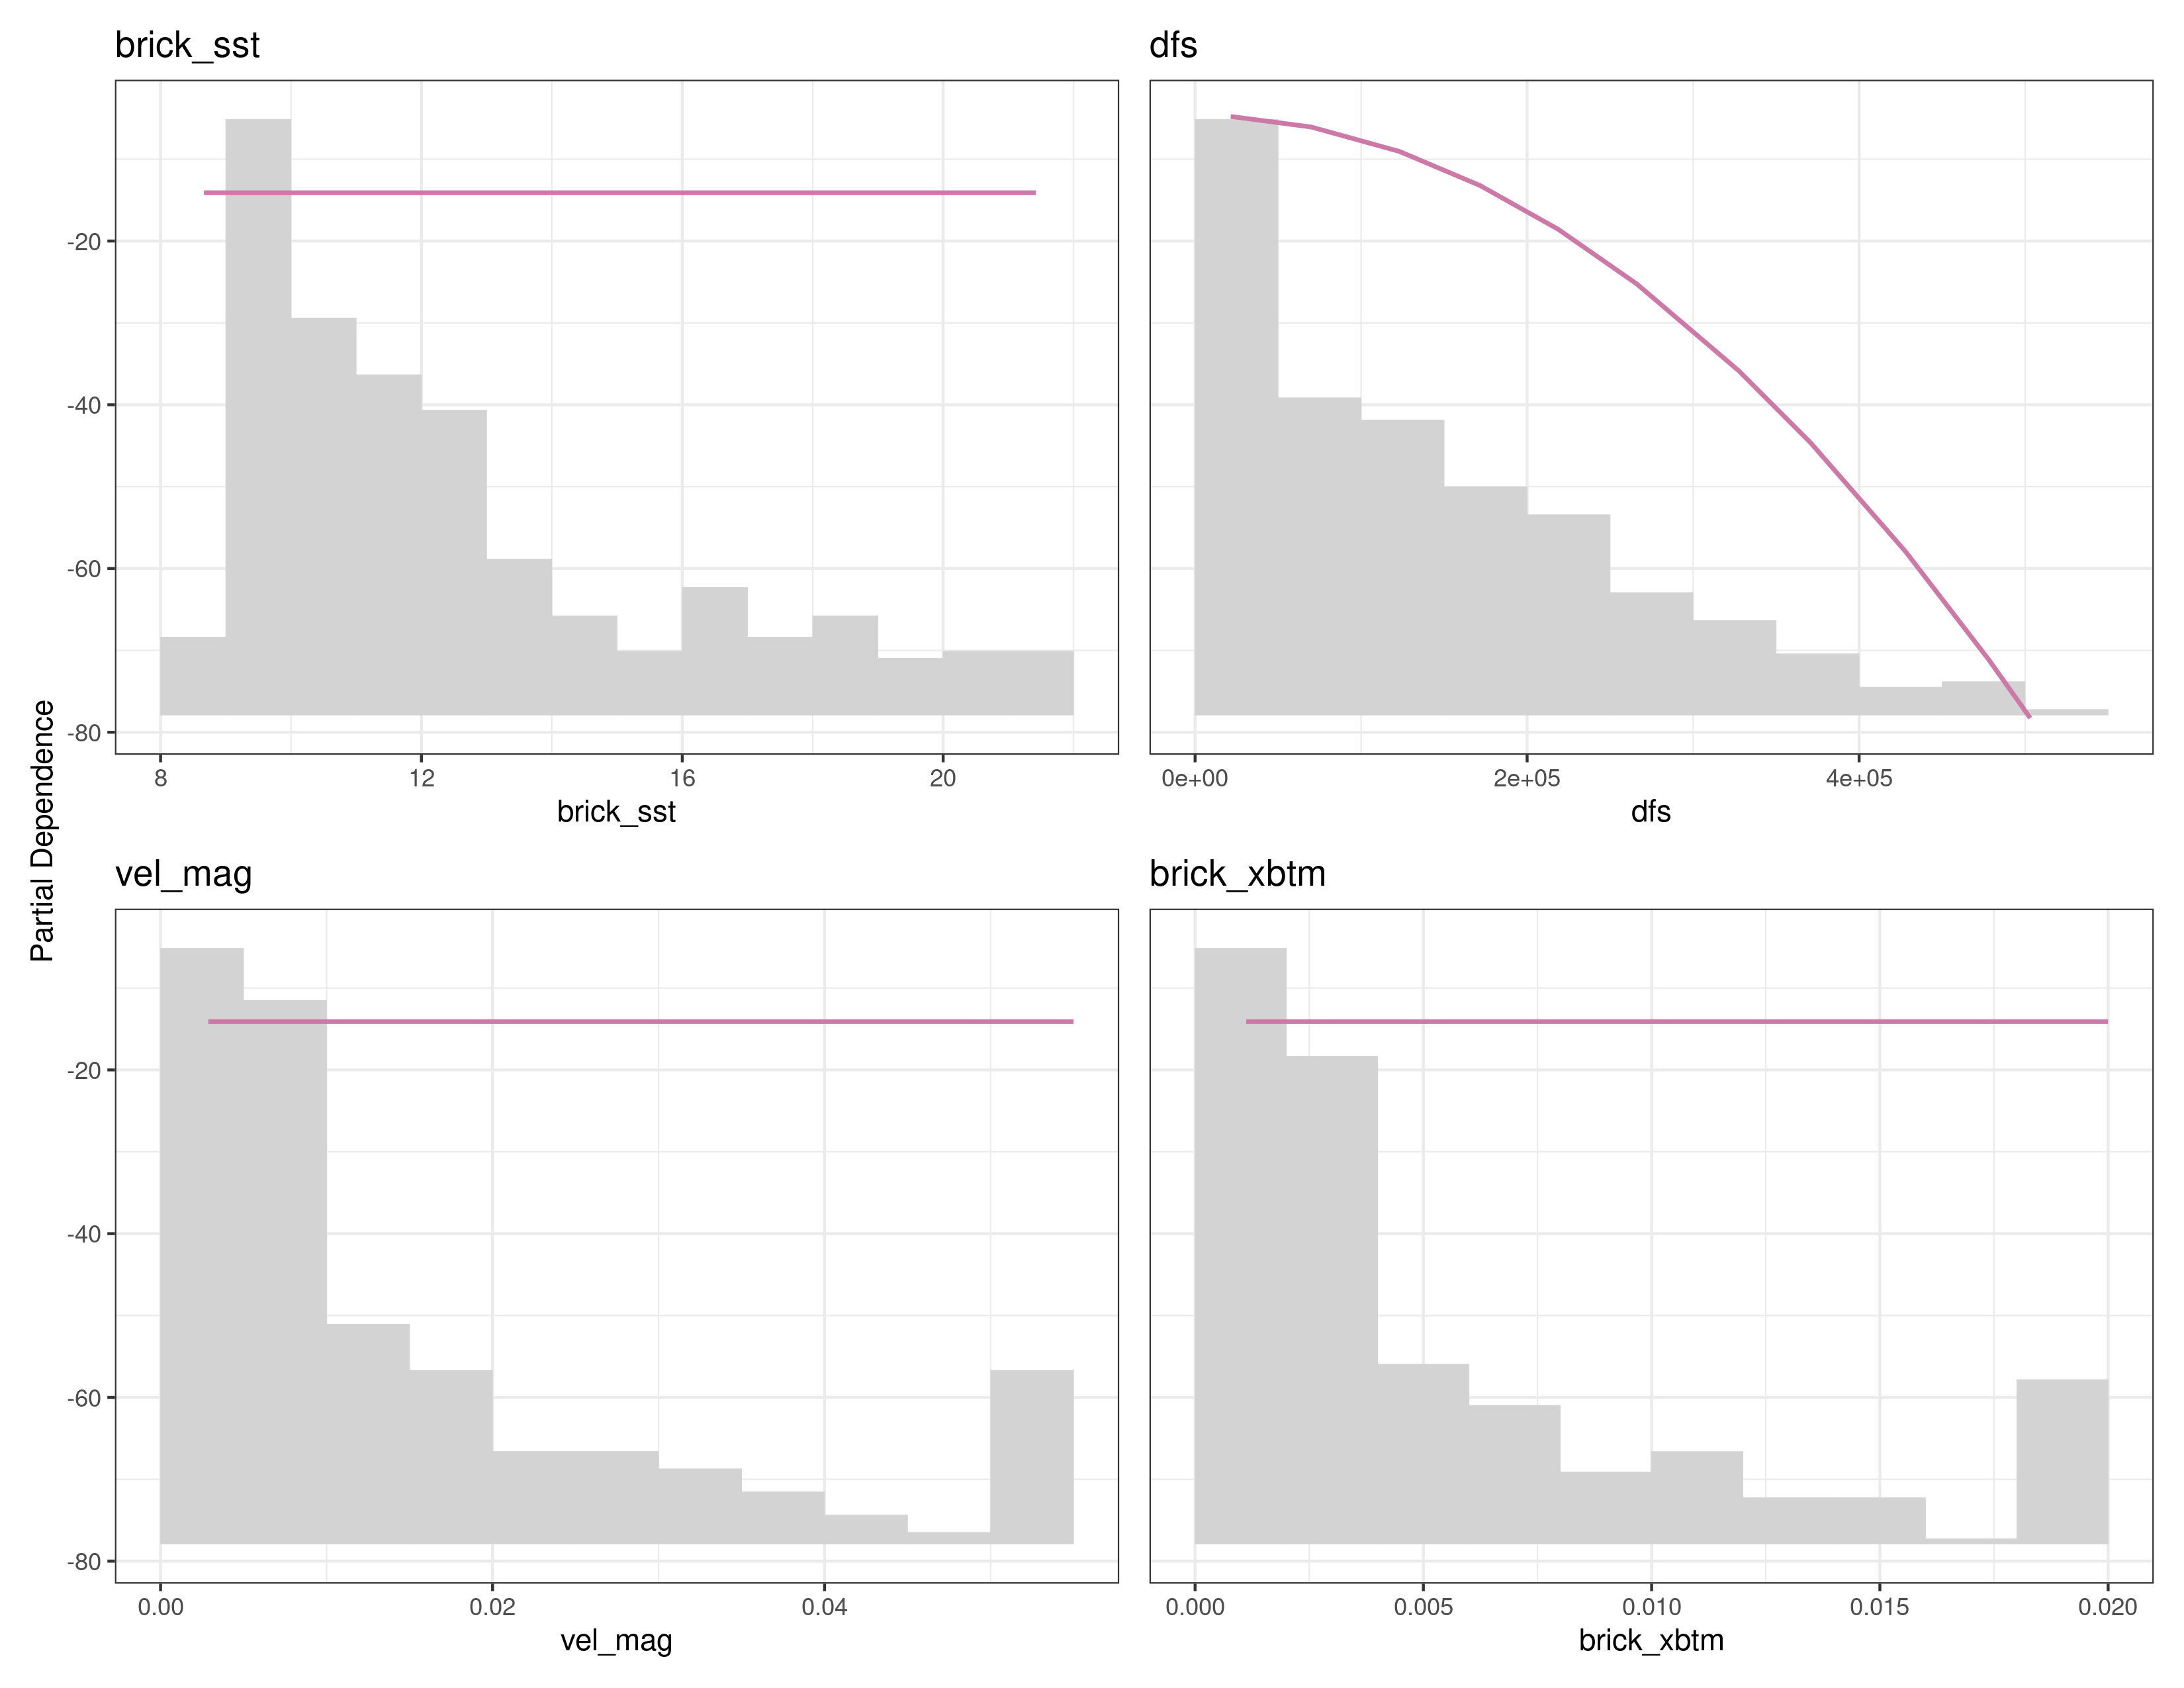 brick_sst
dfs
-20
-40
-60
-80
8 12 16 20
0e+00 2e+05 4e+05
brick_sst
dfs
Partial Dependence
vel_mag
brick_xbtm
-20
-40
-60
-80
0.00 0.02 0.04
0.000 0.005 0.010 0.015 0.020
vel_mag
brick_xbtm